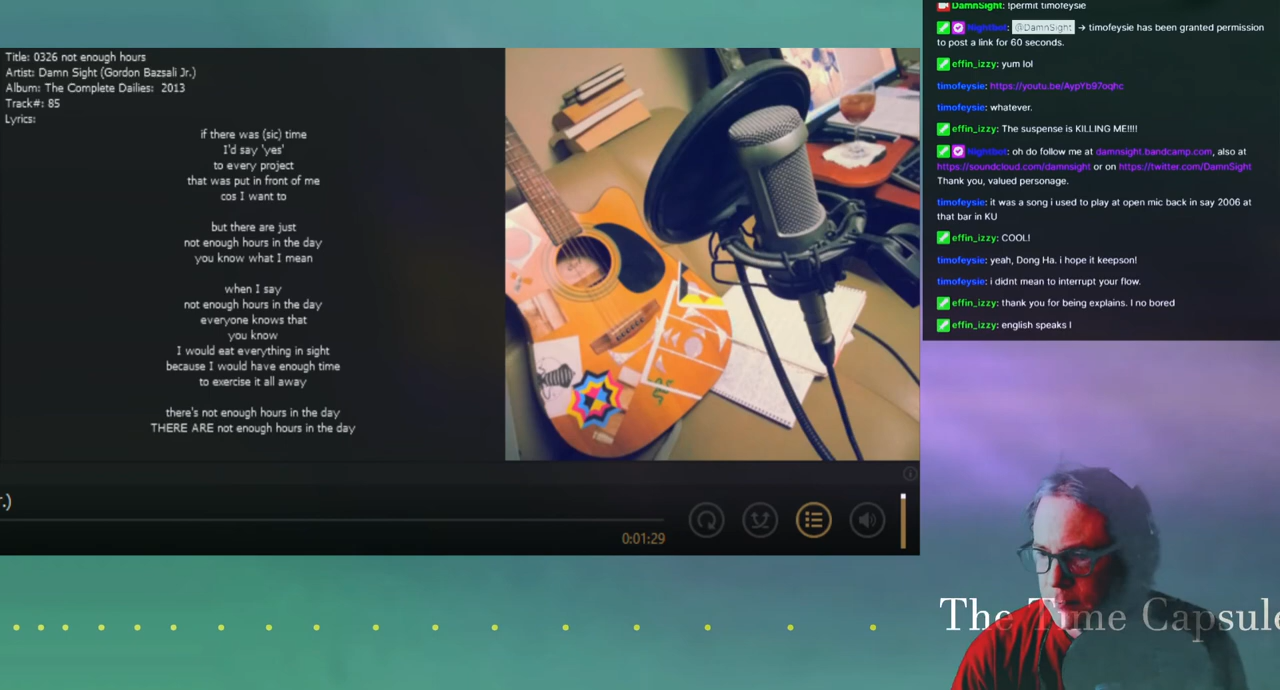 Title: 0326 not enough hours
Artist: Damn Sight (Gordon Bazsali Jr.)
Album: The Complete Dailies: 2013
Track#: 85
Lyrics:
if there was (sic) time
I'd say 'yes'
to every project
that was put in front of me
cos I want to
but there are just
not enough hours in the day
you know what I mean
when I say
not enough hours in the day
everyone knows that
you know
I would eat everything in sight
because I would have enough time
to exercise it all away
there's not enough hours in the day
THERE ARE not enough hours in the day
.)
0:01:29
DamnSight: !permit timofeysie
Nightbot: @DamnSight → timofeysie has been granted permission
to post a link for 60 seconds.
effin_izzy: yum lol
timofeysie: https://youtu.be/AypYb97oqhc
timofeysie: whatever.
effin_izzy: The suspense is KILLING ME!!!!
Nightbot: oh do follow me at damnsight.bandcamp.com, also at
https://soundcloud.com/damnsight or on https://twitter.com/DamnSight
Thank you, valued personage.
timofeysie: it was a song i used to play at open mic back in say 2006 at
that bar in KU
effin_izzy: COOL!
timofeysie: yeah, Dong Ha. i hope it keepson!
timofeysie: i didnt mean to interrupt your flow.
effin_izzy: thank you for being explains. I no bored
effin_izzy: english speaks I
The Time Capsule